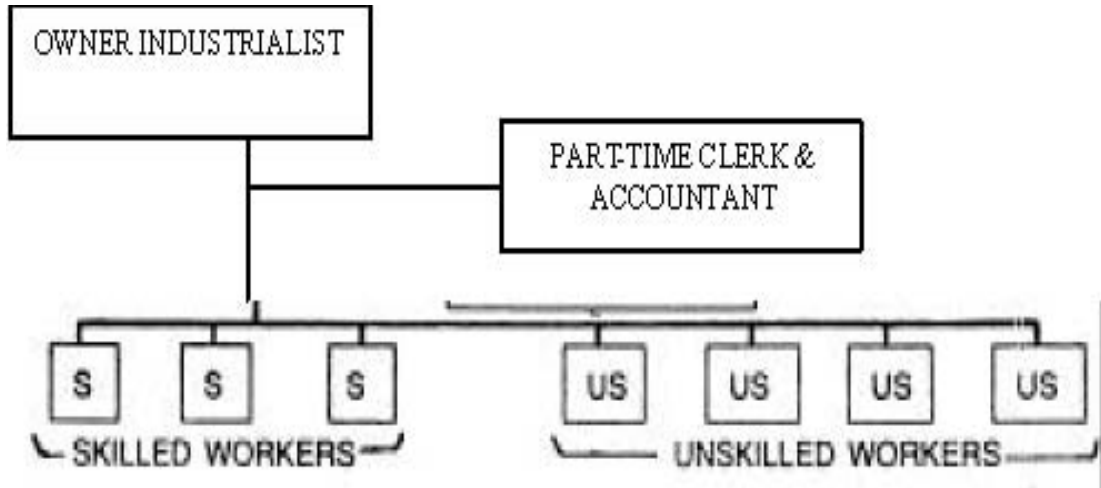 OWNER INDUSTRIALIST
PART-TIME CLERK &
ACCOUNTANT
S S S US US US US
SKILLED WORKERS UNSKILLED WORKERS